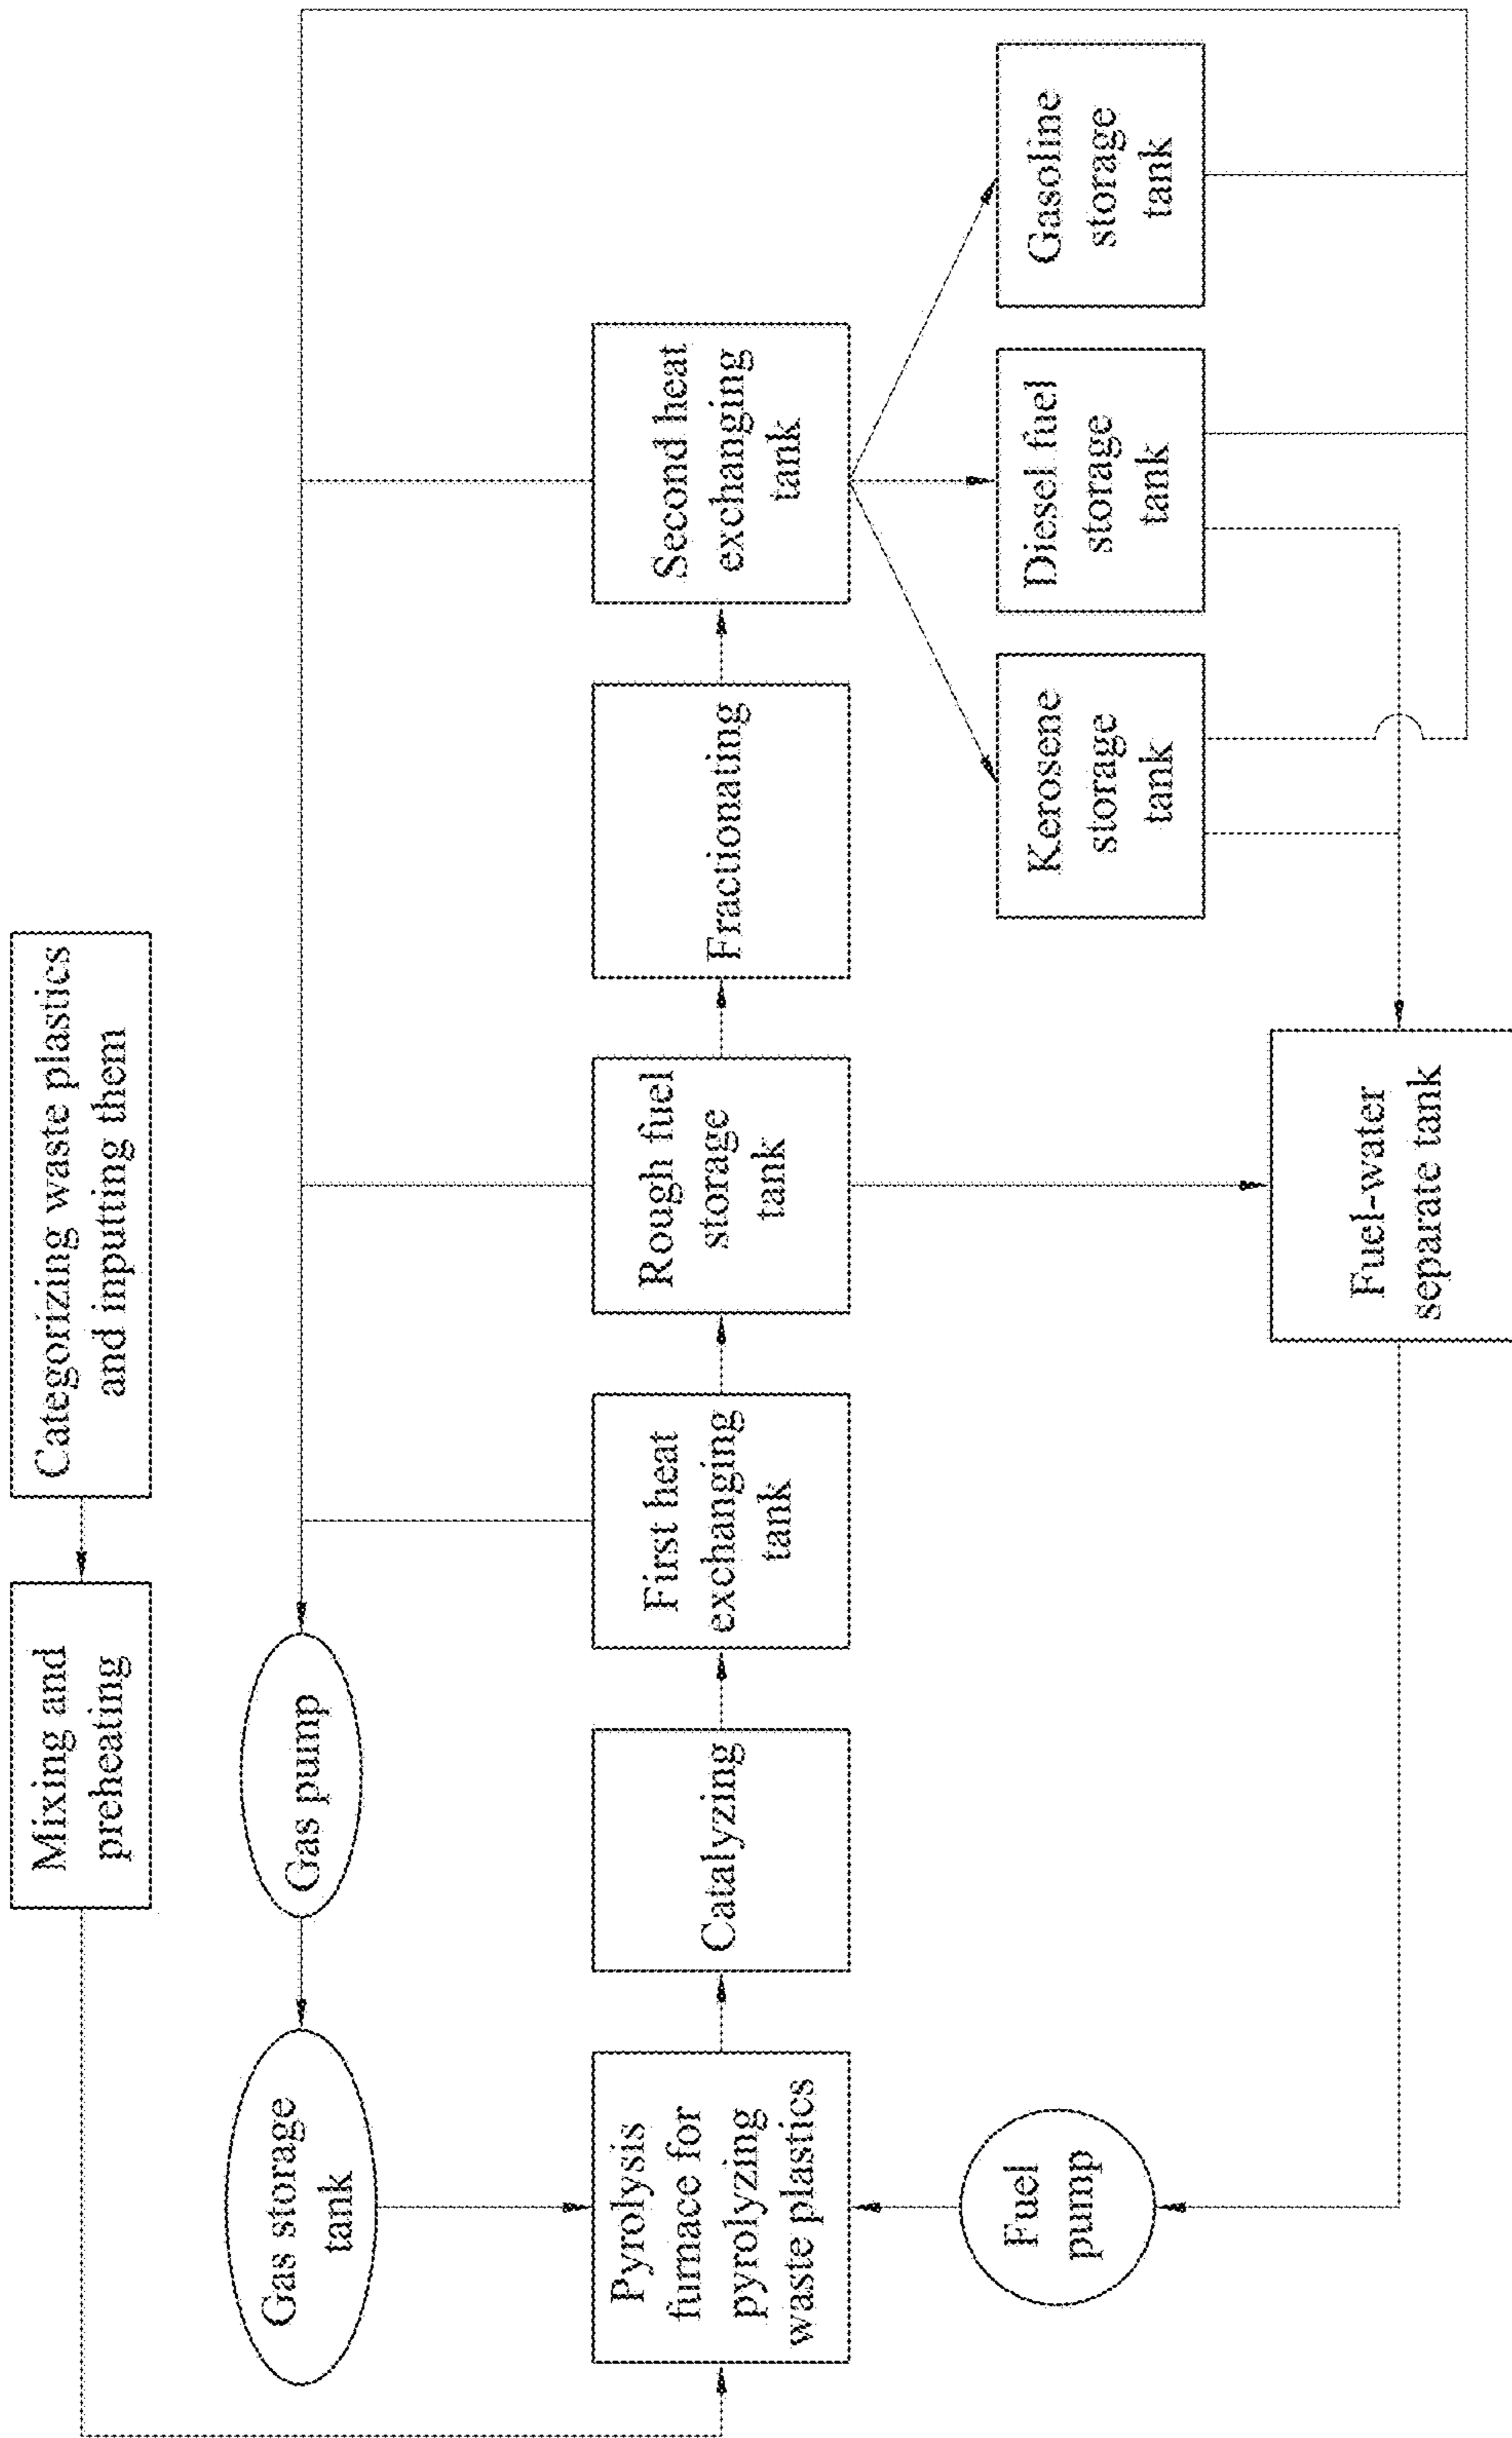 Categorizing waste plastics
and inputting them
Mixing and
preheating
Gas storage
tank
Gas pump
Pyrolysis
furnace for
pyrolyzing
waste plastics
Catalyzing
First heat
exchanging
tank
Rough fuel
storage
tank
Fractionating
Second heat
exchanging
tank
Kerosene
storage
tank
Diesel fuel
storage
tank
Gasoline
storage
tank
Fuel
pump
Fuel-water
separate tank